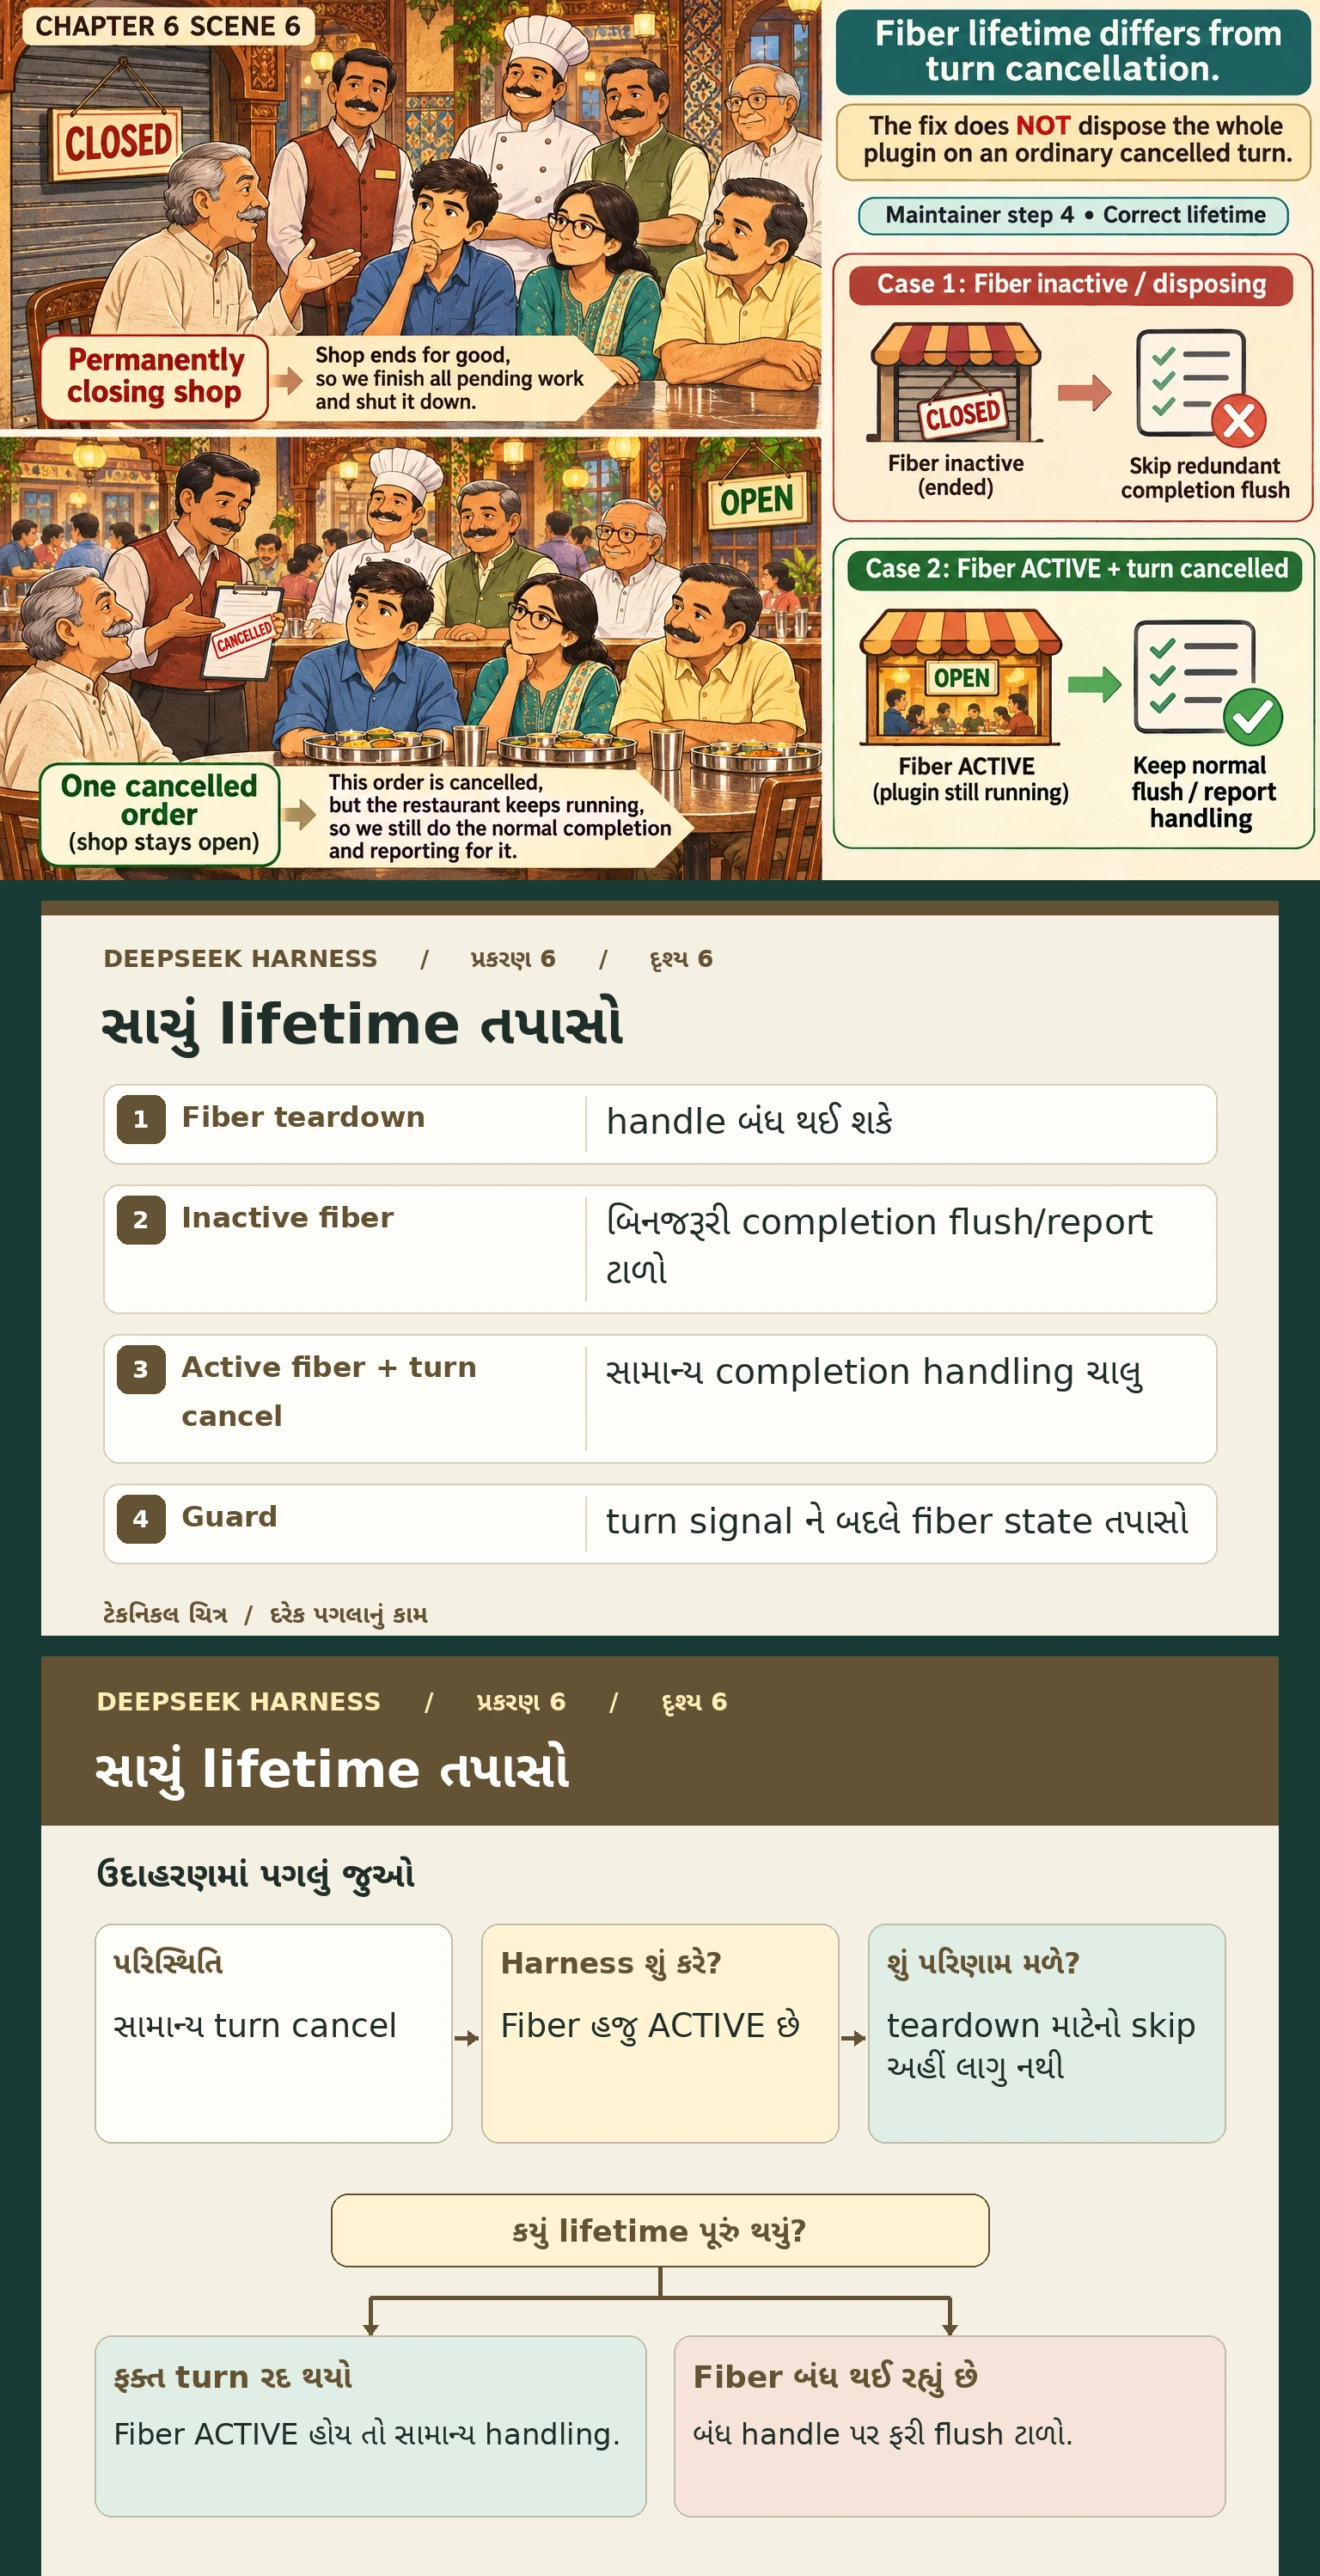 CHAPTER 6 SCENE 6
CLOSED
Permanently
closing shop
Shop ends for good,
so we finish all pending work
and shut it down.
OPEN
CANCELLED
One cancelled
order
(shop stays open)
This order is cancelled,
but the restaurant keeps running,
so we still do the normal completion
and reporting for it.
Fiber lifetime differs from
turn cancellation.
The fix does NOT dispose the whole
plugin on an ordinary cancelled turn.
Maintainer step 4 • Correct lifetime
Case 1: Fiber inactive / disposing
CLOSED
Fiber inactive
(ended)
Skip redundant
completion flush
Case 2: Fiber ACTIVE + turn cancelled
OPEN
Fiber ACTIVE
(plugin still running)
Keep normal
flush / report
handling
DEEPSEEK HARNESS / પ્રકરણ 6 / દૃશ્ય 6
સાચું lifetime તપાસો
1 Fiber teardown
handle બંધ થઈ શકે
2 Inactive fiber
બિનજરૂરી completion flush/report
ટાળો
3 Active fiber + turn
cancel
સામાન્ય completion handling ચાલુ
4 Guard
turn signal ને બદલે fiber state તપાસો
ટેકનિકલ ચિત્ર / દરેક પગલાનું કામ
DEEPSEEK HARNESS / પ્રકરણ 6 / દૃશ્ય 6
સાચું lifetime તપાસો
ઉદાહરણમાં પગલું જુઓ
પરિસ્થિતિ
સામાન્ય turn cancel
Harness શું કરે?
Fiber હજુ ACTIVE છે
શું પરિણામ મળે?
teardown માટેનો skip
અહીં લાગુ નથી
કયું lifetime પૂરું થયું?
ફક્ત turn રદ થયો
Fiber ACTIVE હોય તો સામાન્ય handling.
Fiber બંધ થઈ રહ્યું છે
બંધ handle પર ફરી flush ટાળો.